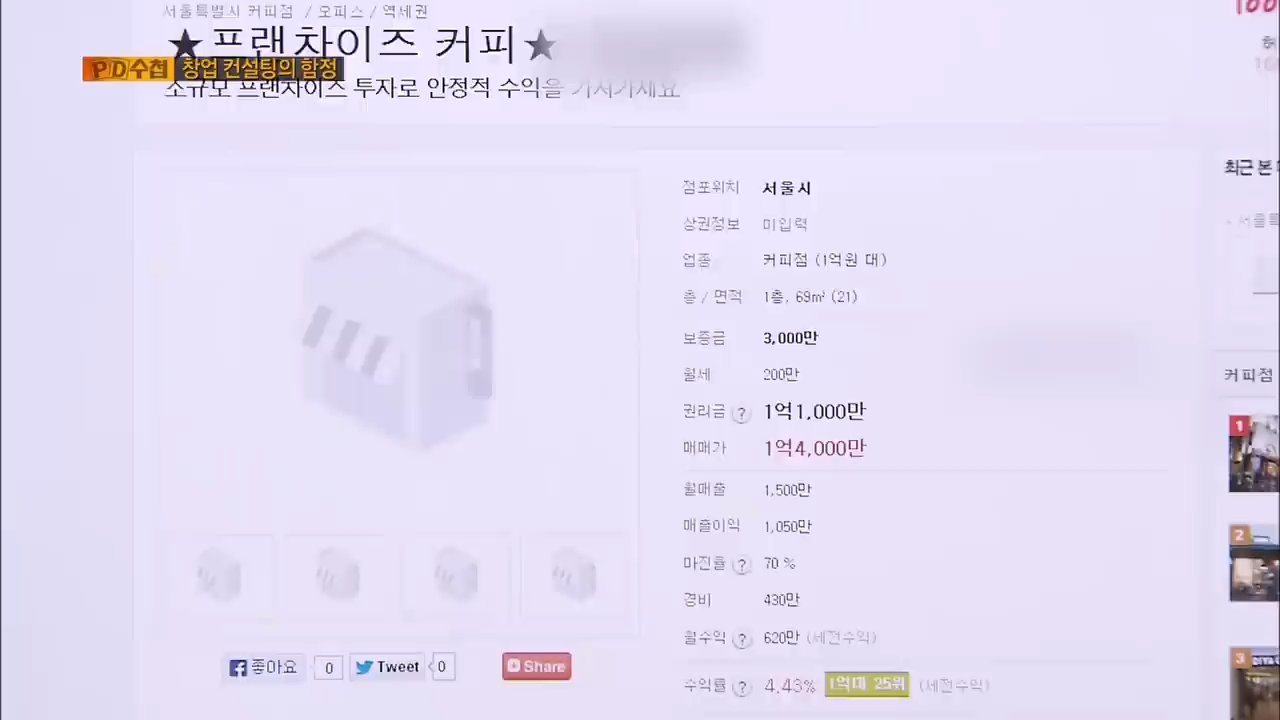 서울특별시 커피점 / 오피스 / 역세권
★프랜차이즈 커피★
PD수첩 창업 컨설팅의 함정
소규모 프랜차이즈 투자로 안정적 수익을 가져가세요
점포위치 서울시
상권정보 미입력
업종 커피점 (1억원 대)
층 / 면적 1층, 69㎡ (21)
보증금 3,000만
월세 200만
권리금 ? 1억1,000만
매매가 1억4,000만
월매출 1,500만
매출이익 1,050만
마진률 ? 70 %
경비 430만
월수익 ? 620만 (세전수익)
수익률 ? 4.43% 1억대 25위 (세전수익)
좋아요 0 Tweet 0 Share
최근 본
커피점
1
2
3